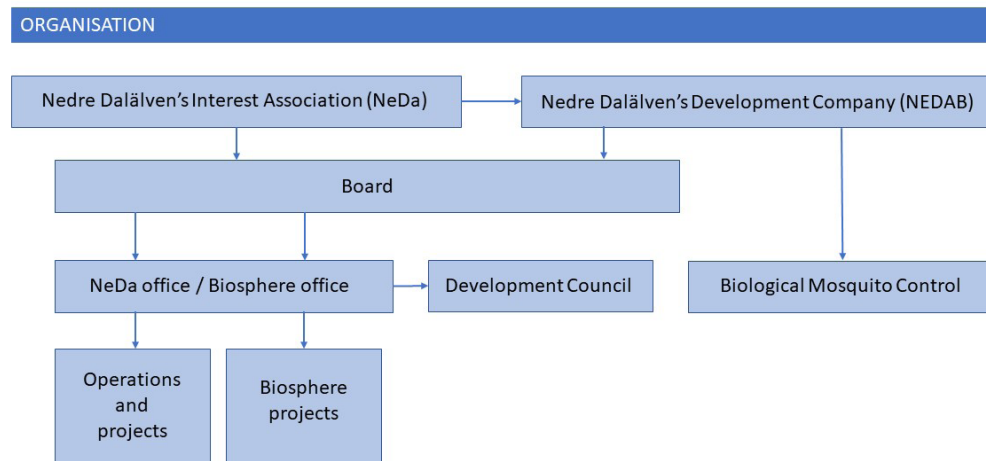 ORGANISATION
Nedre Dalälven's Interest Association (NeDa)
Nedre Dalälven's Development Company (NEDAB)
Board
NeDa office / Biosphere office
Development Council
Biological Mosquito Control
Operations
and
projects
Biosphere
projects